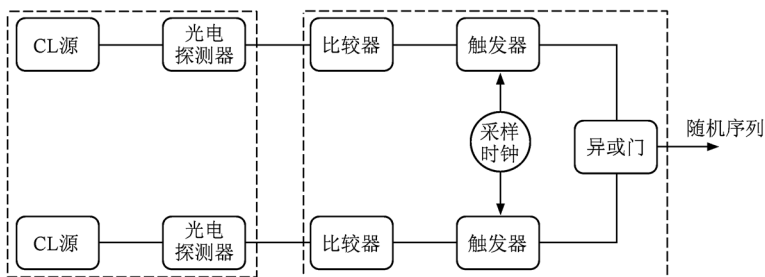 CL源
光电
探测器
比较器
触发器
采样
时钟
异或门
随机序列
CL源
光电
探测器
比较器
触发器